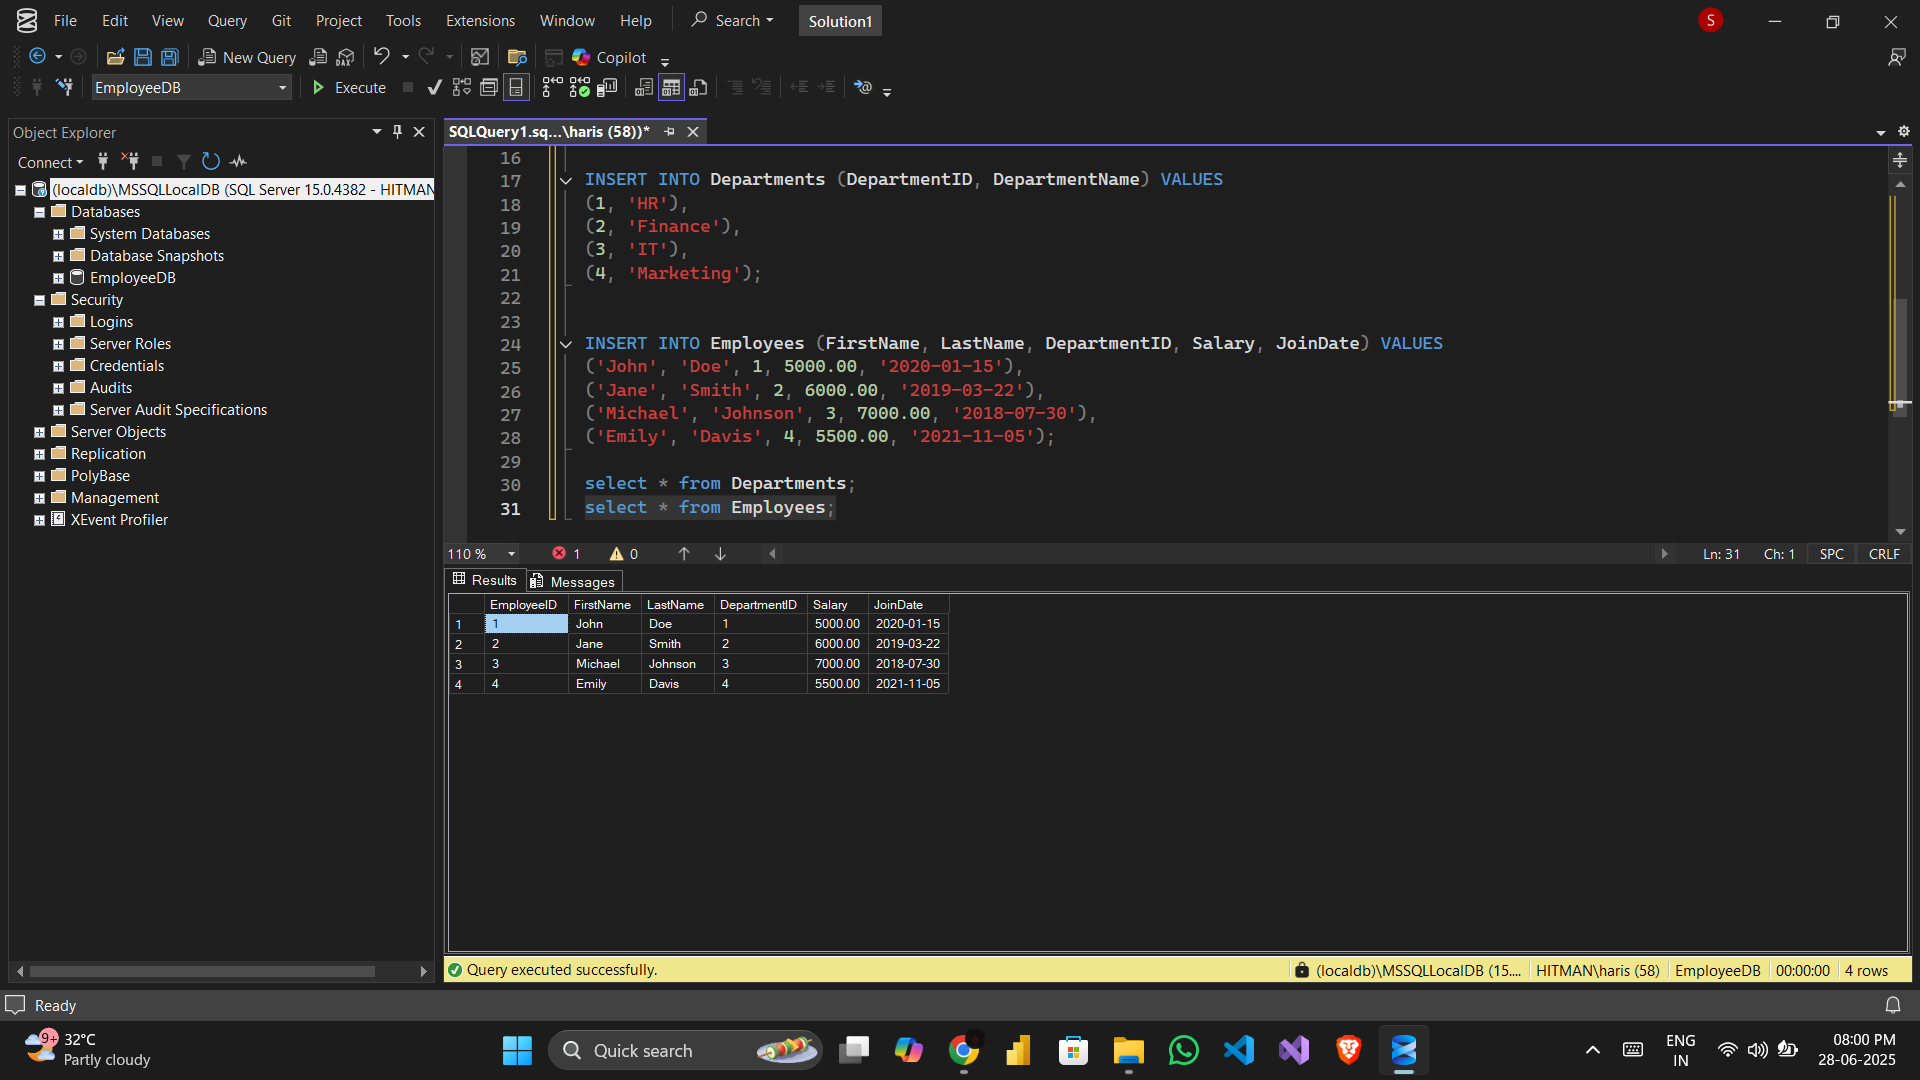 File Edit View Query Git Project Tools Extensions Window Help Search Solution1 S
New Query DAX Copilot
EmployeeDB Execute
Object Explorer
Connect
(localdb)\MSSQLLocalDB (SQL Server 15.0.4382 - HITMAN
Databases
System Databases
Database Snapshots
EmployeeDB
Security
Logins
Server Roles
Credentials
Audits
Server Audit Specifications
Server Objects
Replication
PolyBase
Management
XEvent Profiler
SQLQuery1.sq...\haris (58))*
16
17 INSERT INTO Departments (DepartmentID, DepartmentName) VALUES
18 (1, 'HR'),
19 (2, 'Finance'),
20 (3, 'IT'),
21 (4, 'Marketing');
22
23
24 INSERT INTO Employees (FirstName, LastName, DepartmentID, Salary, JoinDate) VALUES
25 ('John', 'Doe', 1, 5000.00, '2020-01-15'),
26 ('Jane', 'Smith', 2, 6000.00, '2019-03-22'),
27 ('Michael', 'Johnson', 3, 7000.00, '2018-07-30'),
28 ('Emily', 'Davis', 4, 5500.00, '2021-11-05');
29
30 select * from Departments;
31 select * from Employees;
110 % 1 0 Ln: 31 Ch: 1 SPC CRLF
Results Messages
EmployeeID FirstName LastName DepartmentID Salary JoinDate
1 1 John Doe 1 5000.00 2020-01-15
2 2 Jane Smith 2 6000.00 2019-03-22
3 3 Michael Johnson 3 7000.00 2018-07-30
4 4 Emily Davis 4 5500.00 2021-11-05
Query executed successfully. (localdb)\MSSQLLocalDB (15.... HITMAN\haris (58) EmployeeDB 00:00:00 4 rows
Ready
9+ 32°C
Partly cloudy
Quick search
ENG
IN
08:00 PM
28-06-2025